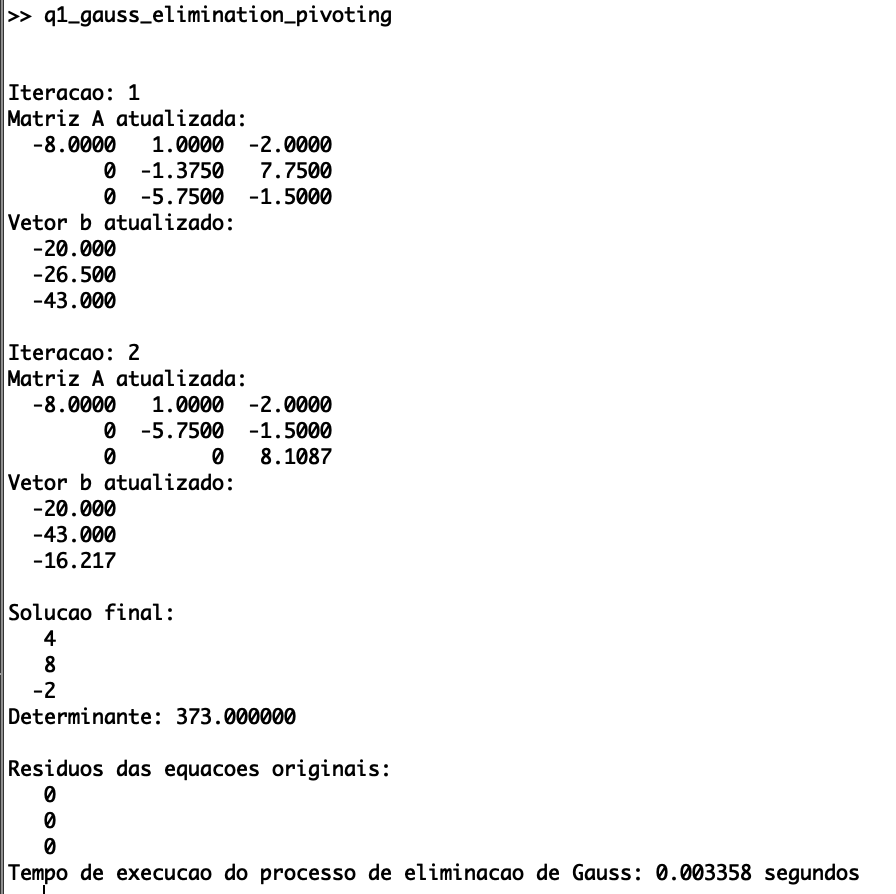 >> q1_gauss_elimination_pivoting
Iteracao: 1
Matriz A atualizada:
-8.0000 1.0000 -2.0000
0 -1.3750 7.7500
0 -5.7500 -1.5000
Vetor b atualizado:
-20.000
-26.500
-43.000
Iteracao: 2
Matriz A atualizada:
-8.0000 1.0000 -2.0000
0 -5.7500 -1.5000
0 0 8.1087
Vetor b atualizado:
-20.000
-43.000
-16.217
Solucao final:
4
8
-2
Determinante: 373.000000
Residuos das equacoes originais:
0
0
0
Tempo de execucao do processo de eliminacao de Gauss: 0.003358 segundos